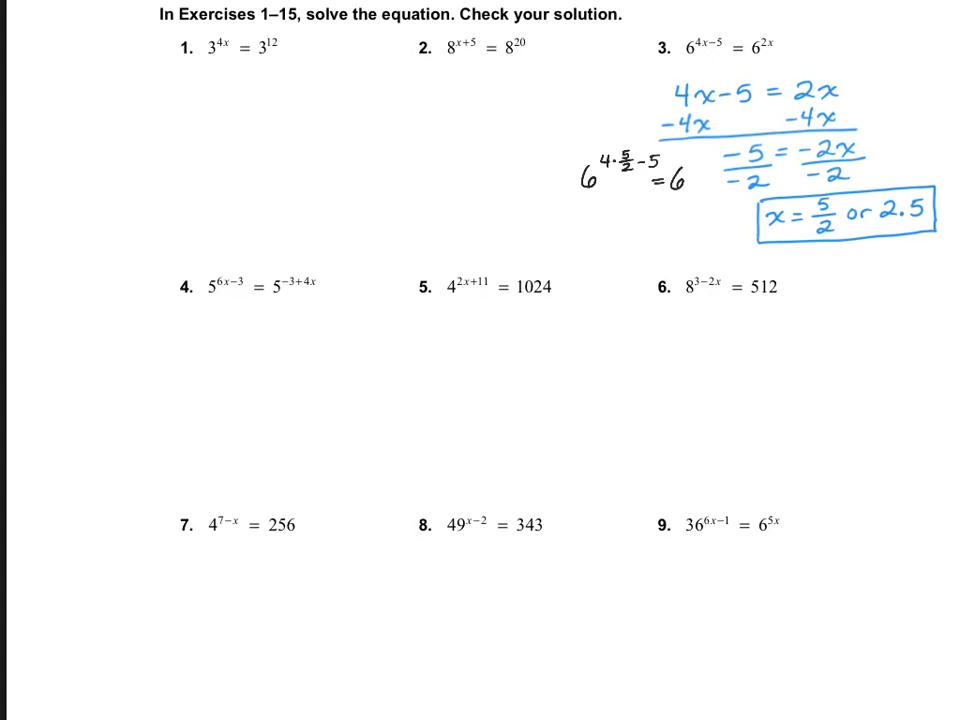 In Exercises 1–15, solve the equation. Check your solution.
1. 3^{4x} = 3^{12}
2. 8^{x+5} = 8^{20}
3. 6^{4x−5} = 6^{2x}
4x − 5 = 2x
−4x −4x
−5/−2 = −2x/−2
x = 5/2 or 2.5
6^{4·5/2−5} = 6
4. 5^{6x−3} = 5^{−3+4x}
5. 4^{2x+11} = 1024
6. 8^{3−2x} = 512
7. 4^{7−x} = 256
8. 49^{x−2} = 343
9. 36^{6x−1} = 6^{5x}